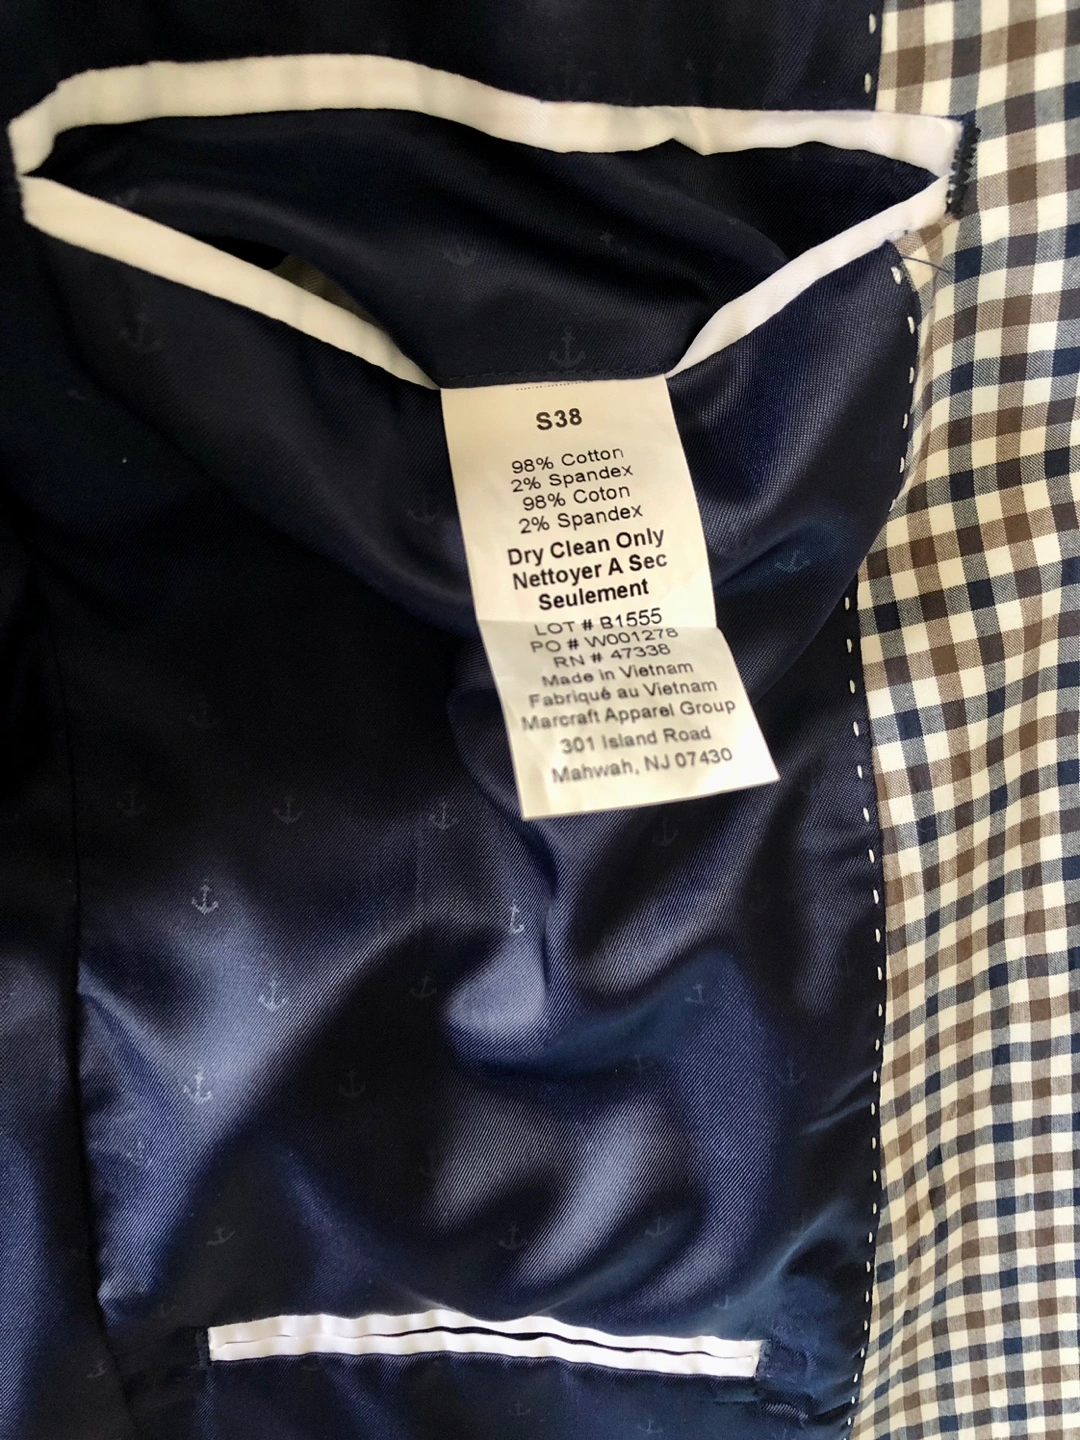 S38
98% Cotton
2% Spandex
98% Coton
2% Spandex
Dry Clean Only
Nettoyer A Sec
Seulement
LOT # B1555
PO # W001278
RN # 47338
Made in Vietnam
Fabriqué au Vietnam
Marcraft Apparel Group
301 Island Road
Mahwah, NJ 07430